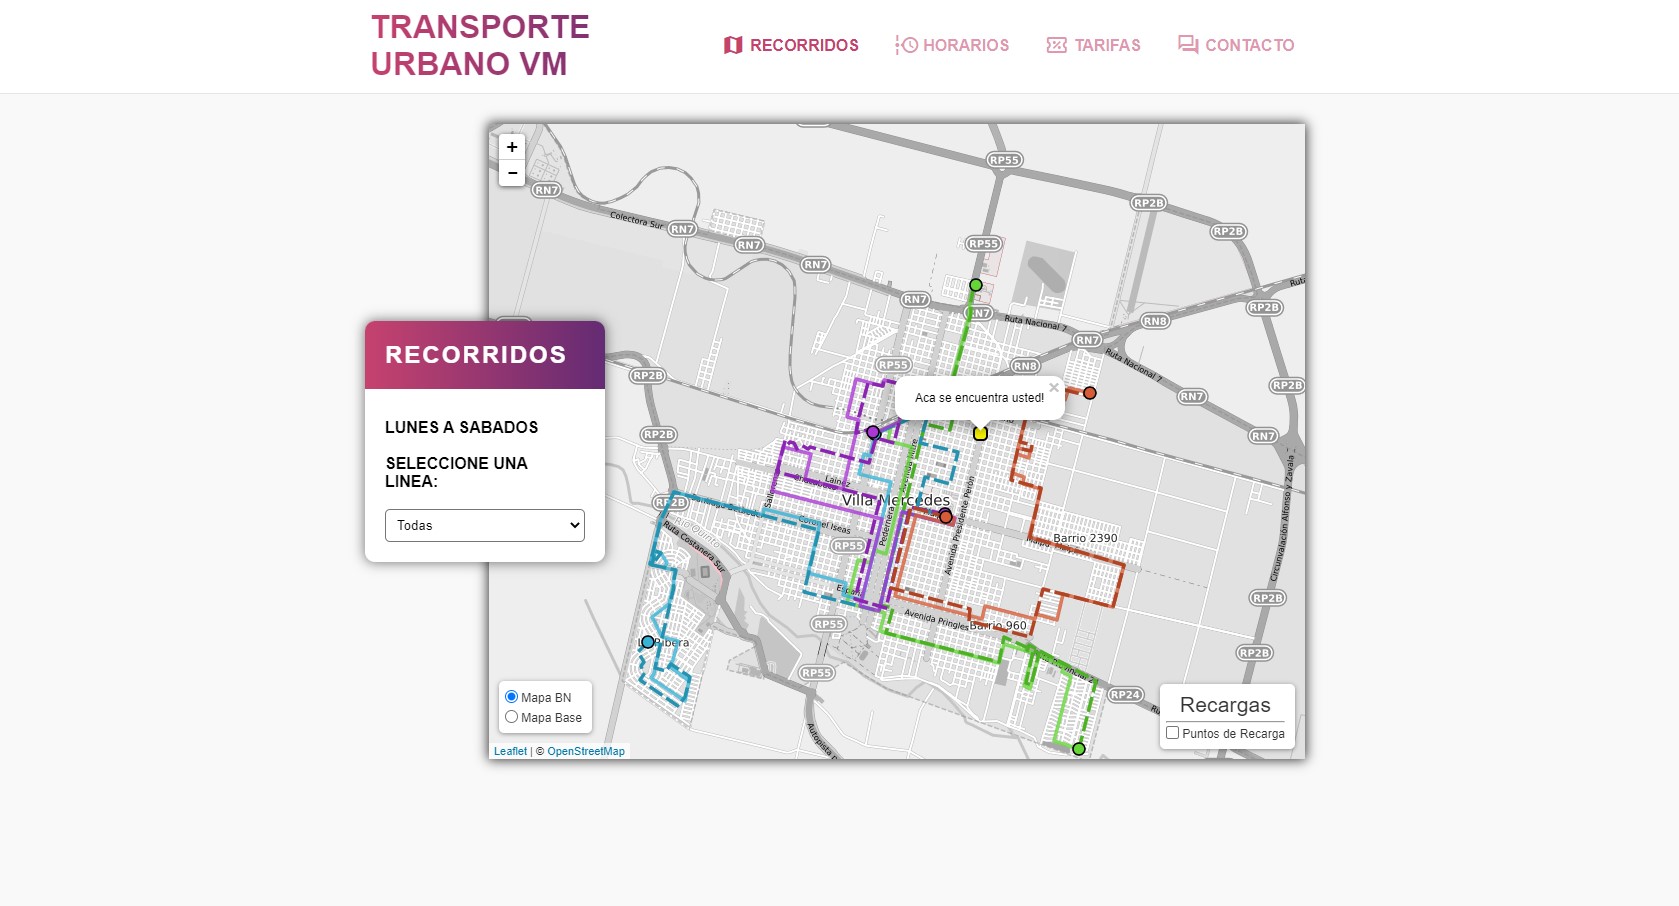 TRANSPORTE
URBANO VM
RECORRIDOS
HORARIOS
TARIFAS
CONTACTO
+
−
RP55
RN7
RP2B
Colectora Sur
RN7
RP2B
RN7
RP55
RN7
RN7
RP2B
Ruta Nacional 7
RN8
RN7
RN7
Ruta Nacional 7
RP55
RN8
RP2B
RP2B
RN7
RECORRIDOS
LUNES A SABADOS
SELECCIONE UNA
LINEA:
Todas
Aca se encuentra usted!
×
RP2B
RN7
Lainez
Villa Mercedes
RP2B
Coronel Iseas
Pedernera
Avenida Presidente Perón
Ruta Costanera Sur
RP55
Barrio 2390
Circunvalación Alfonso y Zavala
RP2B
Avenida Pringles
Barrio 960
RP55
RP2B
RP55
RP24
Autopista
Mapa BN
Mapa Base
Recargas
Puntos de Recarga
Leaflet | © OpenStreetMap